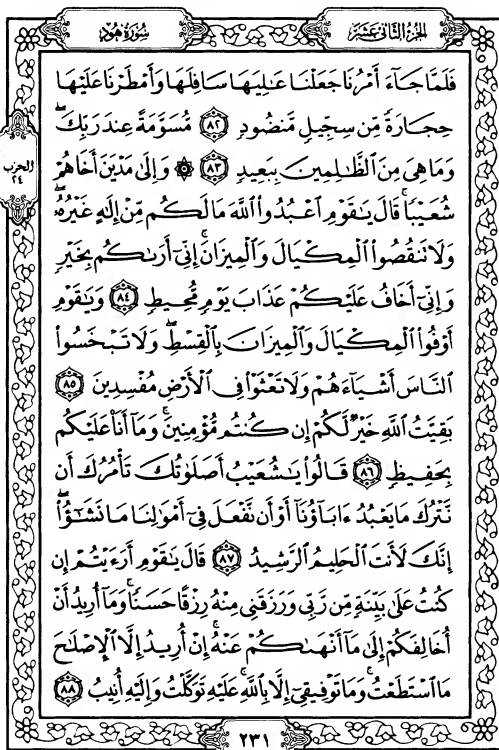 الجزء الثاني عشر
سورة هود
فَلَمَّا جَآءَ أَمْرُنَا جَعَلْنَا عَٰلِيَهَا سَافِلَهَا وَأَمْطَرْنَا عَلَيْهَا
حِجَارَةً مِّن سِجِّيلٍ مَّنضُودٍ ٨٢ مُّسَوَّمَةً عِندَ رَبِّكَۖ
وَمَا هِىَ مِنَ ٱلظَّٰلِمِينَ بِبَعِيدٍ ٨٣ ۞ وَإِلَىٰ مَدْيَنَ أَخَاهُمْ
الحزب
٢٤
شُعَيْبًاۚ قَالَ يَٰقَوْمِ ٱعْبُدُوا۟ ٱللَّهَ مَالَكُم مِّنْ إِلَٰهٍ غَيْرُهُۥۖ
وَلَا تَنقُصُوا۟ ٱلْمِكْيَالَ وَٱلْمِيزَانَۚ إِنِّىٓ أَرَىٰكُم بِخَيْرٍ
وَإِنِّىٓ أَخَافُ عَلَيْكُمْ عَذَابَ يَوْمٍ مُّحِيطٍ ٨٤ وَيَٰقَوْمِ
أَوْفُوا۟ ٱلْمِكْيَالَ وَٱلْمِيزَانَ بِٱلْقِسْطِۖ وَلَا تَبْخَسُوا۟
ٱلنَّاسَ أَشْيَآءَهُمْ وَلَا تَعْثَوْا۟ فِى ٱلْأَرْضِ مُفْسِدِينَ ٨٥
بَقِيَّتُ ٱللَّهِ خَيْرٌ لَّكُمْ إِن كُنتُم مُّؤْمِنِينَۚ وَمَآ أَنَا۠ عَلَيْكُم
بِحَفِيظٍ ٨٦ قَالُوا۟ يَٰشُعَيْبُ أَصَلَوٰتُكَ تَأْمُرُكَ أَن
نَّتْرُكَ مَا يَعْبُدُ ءَابَآؤُنَآ أَوْ أَن نَّفْعَلَ فِىٓ أَمْوَٰلِنَا مَا نَشَٰٓؤُا۟ۖ
إِنَّكَ لَأَنتَ ٱلْحَلِيمُ ٱلرَّشِيدُ ٨٧ قَالَ يَٰقَوْمِ أَرَءَيْتُمْ إِن
كُنتُ عَلَىٰ بَيِّنَةٍ مِّن رَّبِّى وَرَزَقَنِى مِنْهُ رِزْقًا حَسَنًاۚ وَمَآ أُرِيدُ أَنْ
أُخَالِفَكُمْ إِلَىٰ مَآ أَنْهَىٰكُمْ عَنْهُۚ إِنْ أُرِيدُ إِلَّا ٱلْإِصْلَٰحَ
مَا ٱسْتَطَعْتُۚ وَمَا تَوْفِيقِىٓ إِلَّا بِٱللَّهِۚ عَلَيْهِ تَوَكَّلْتُ وَإِلَيْهِ أُنِيبُ ٨٨
٢٣١